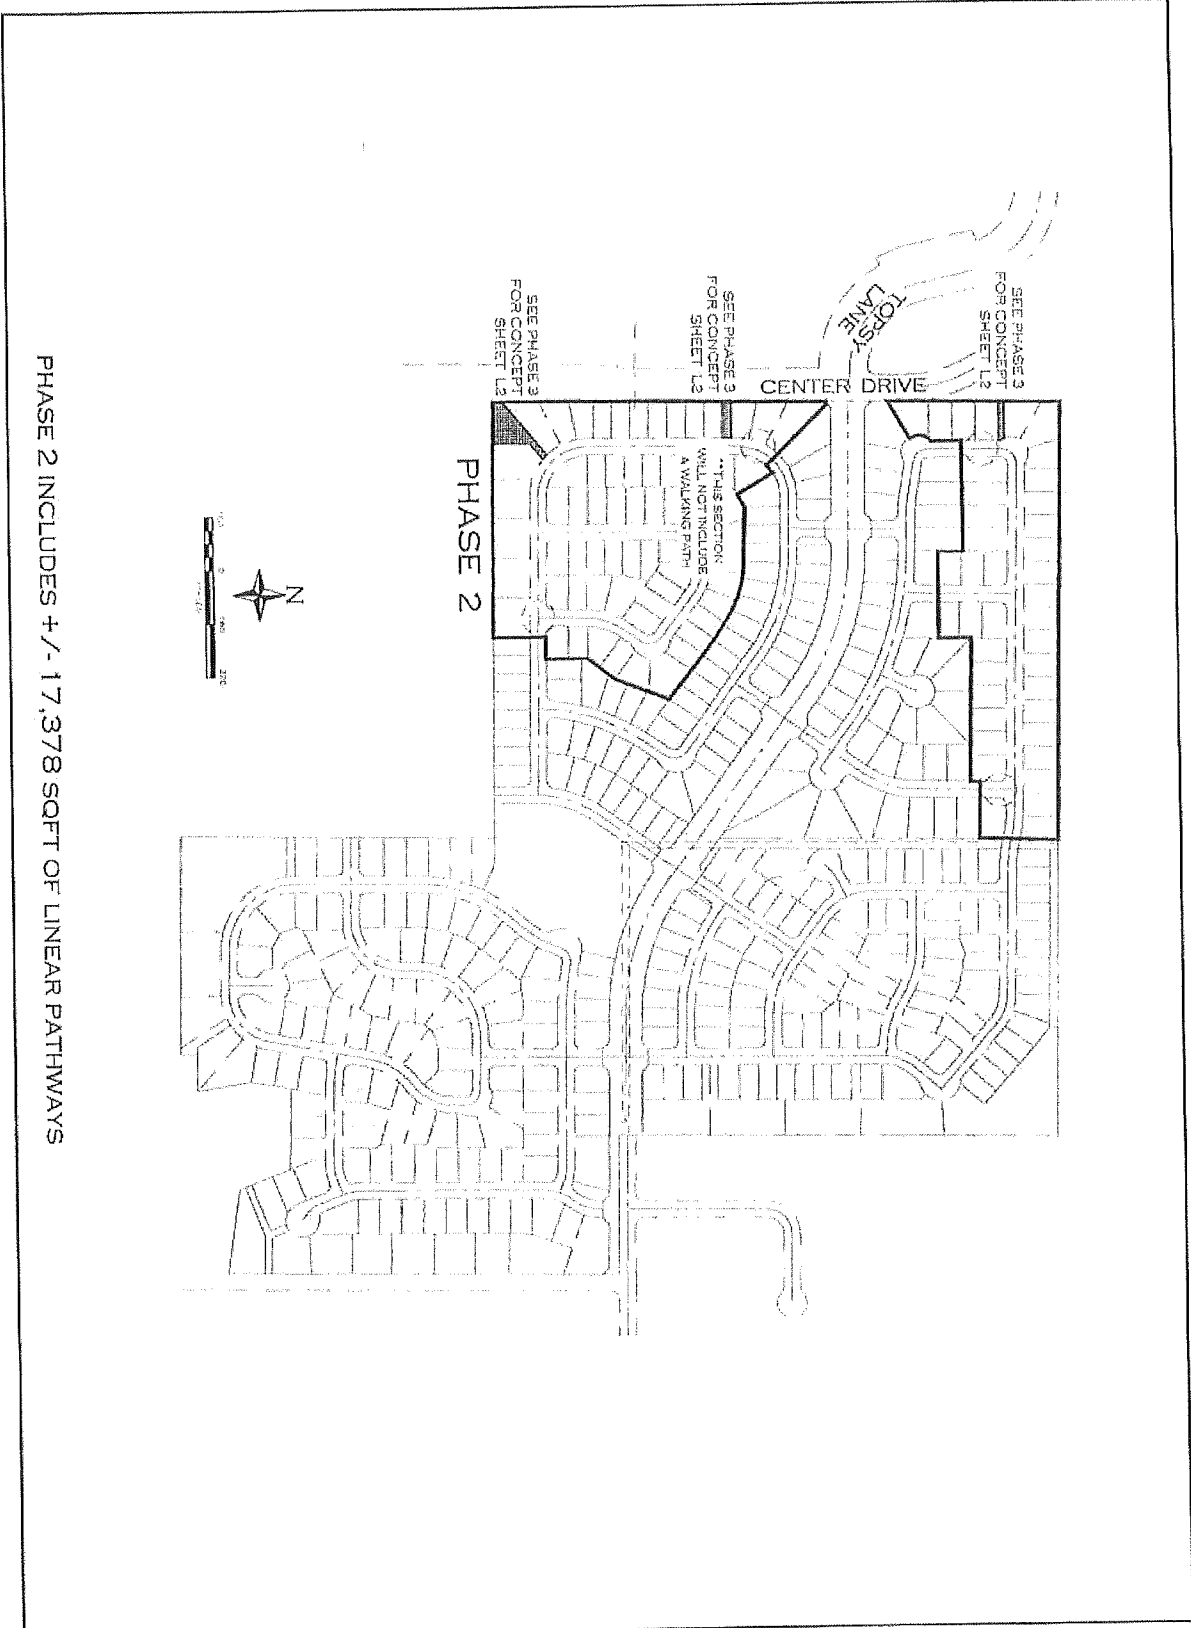 TOPSY
LANE
CENTER DRIVE
SEE PHASE 3
FOR CONCEPT
SHEET L2
SEE PHASE 3
FOR CONCEPT
SHEET L2
**THIS SECTION
WILL NOT INCLUDE
A WALKING PATH
SEE PHASE 3
FOR CONCEPT
SHEET L2
PHASE 2
N
0
PHASE 2 INCLUDES +/- 17,378 SQFT OF LINEAR PATHWAYS